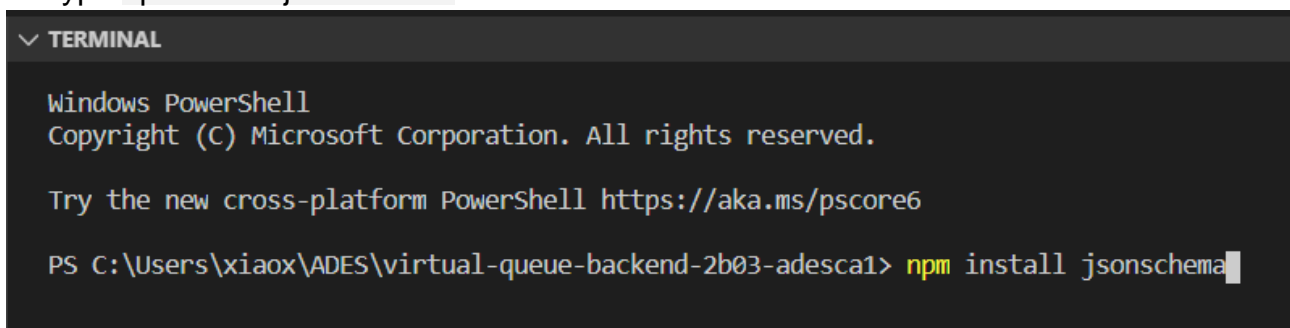 TERMINAL
Windows PowerShell
Copyright (C) Microsoft Corporation. All rights reserved.
Try the new cross-platform PowerShell https://aka.ms/pscore6
PS C:\Users\xiaox\ADES\virtual-queue-backend-2b03-adesca1> npm install jsonschema